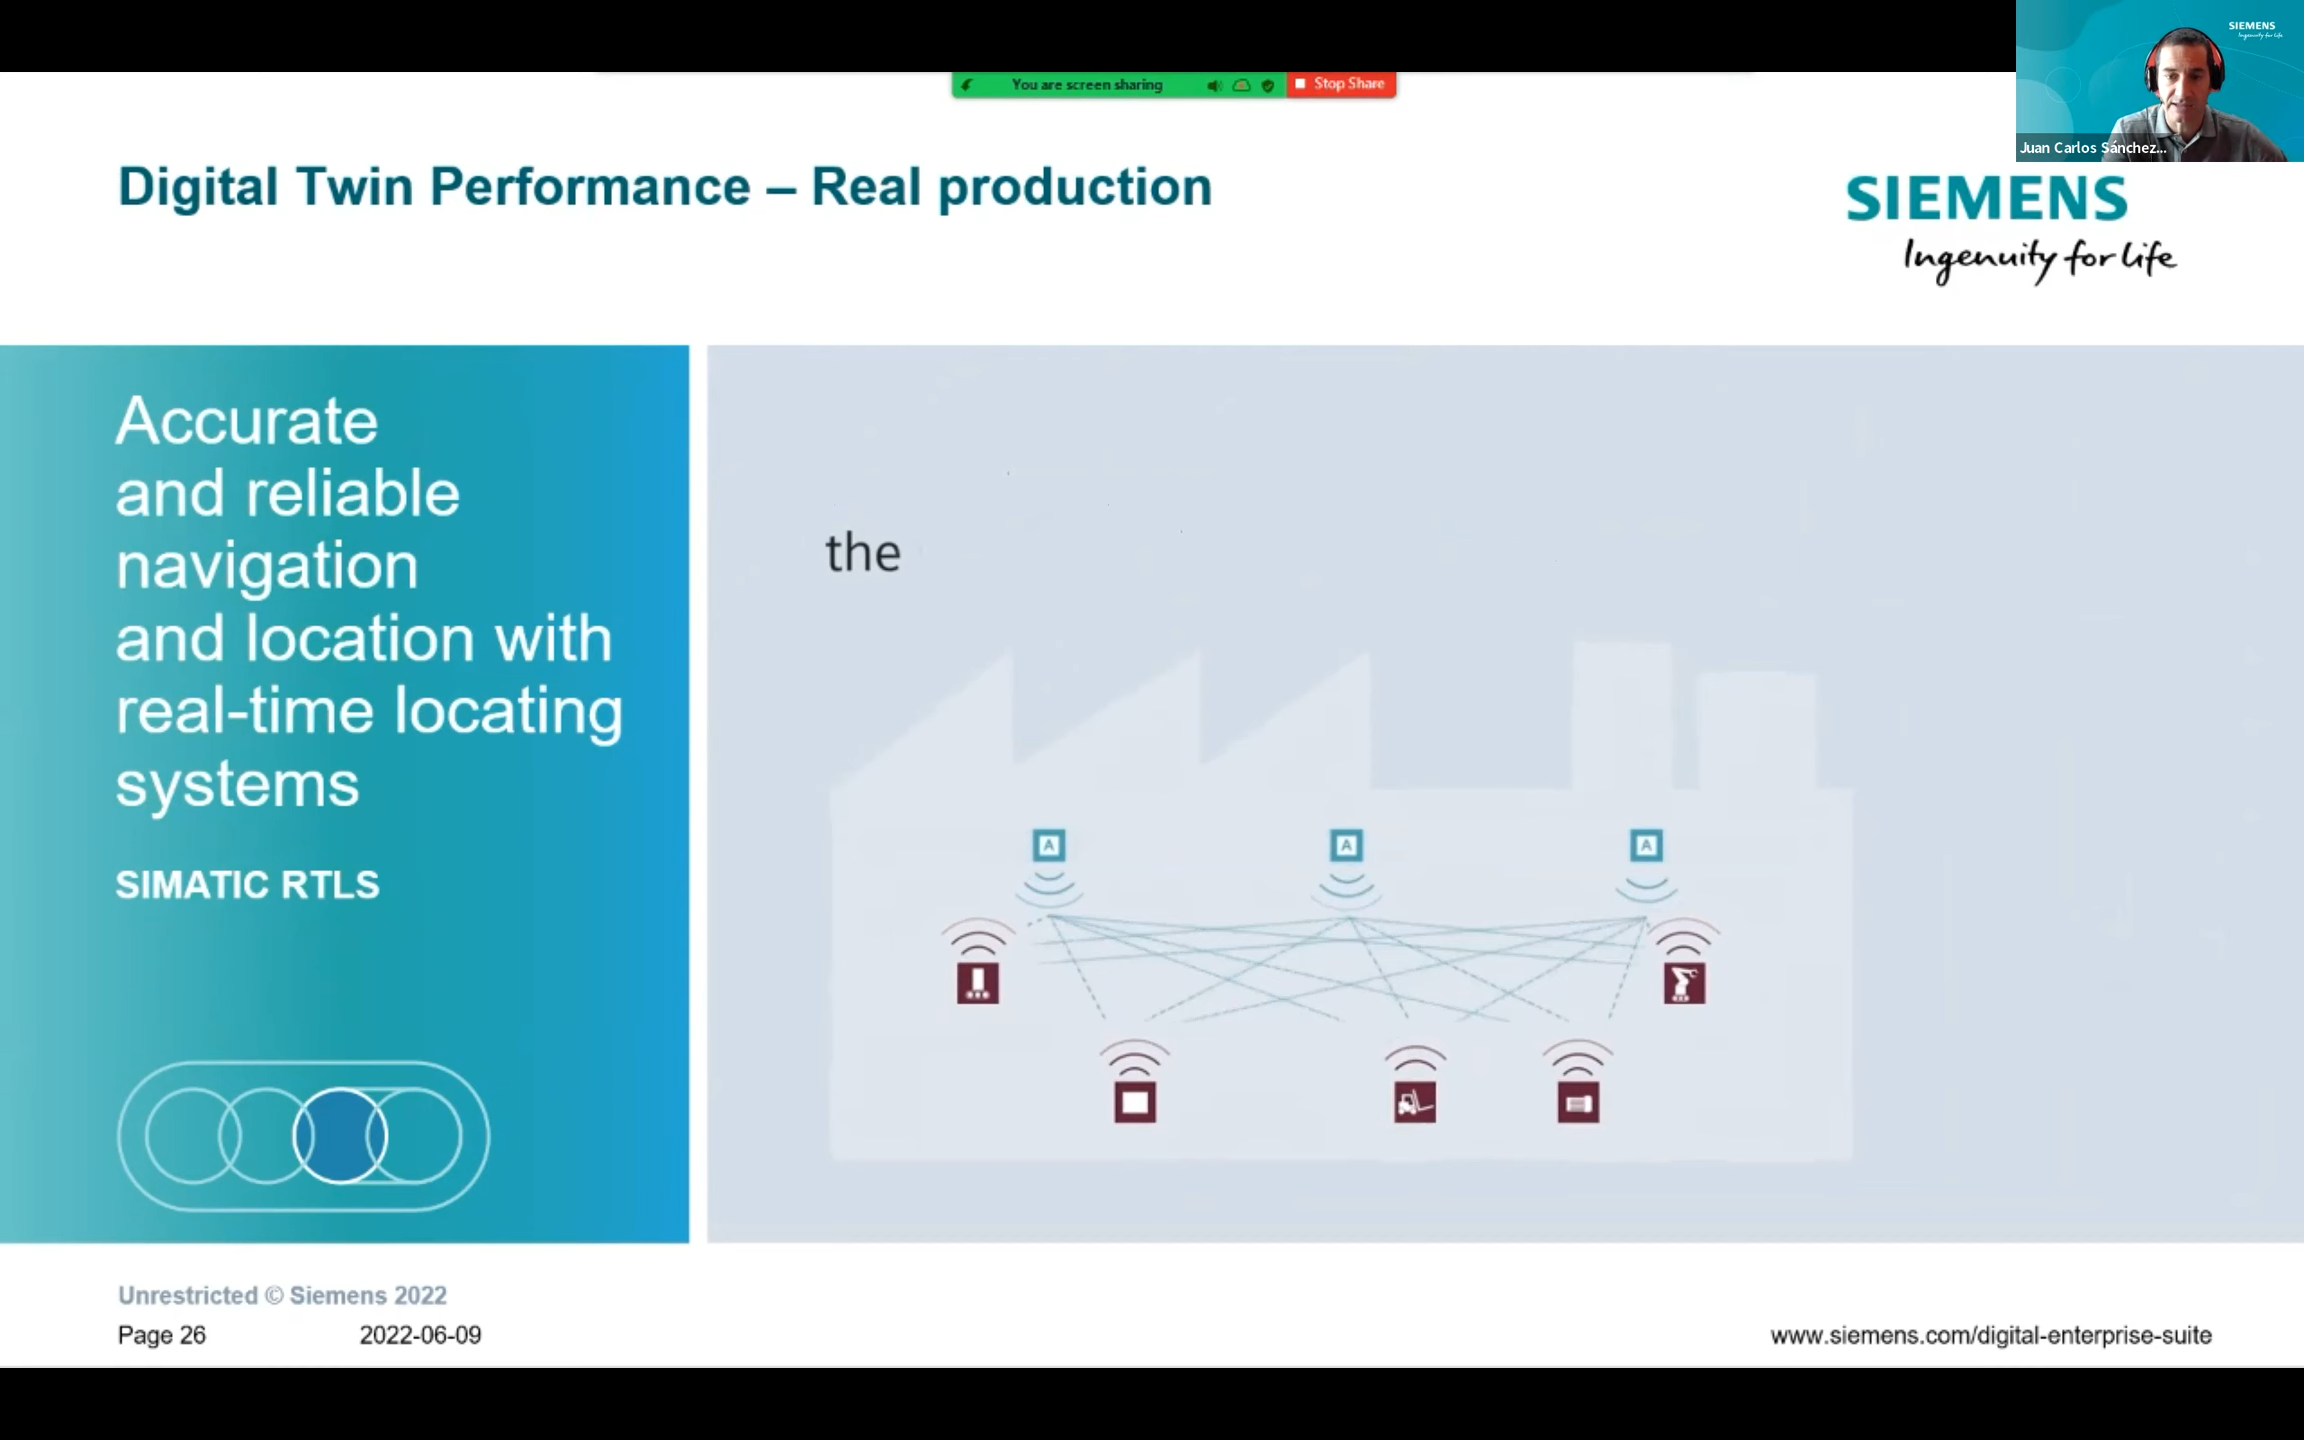 SIEMENS
Ingenuity for life
Juan Carlos Sánchez...
You are screen sharing
Stop Share
Digital Twin Performance – Real production
SIEMENS
Ingenuity for life
Accurate
and reliable
navigation
and location with
real-time locating
systems
SIMATIC RTLS
the
A
A
A
Unrestricted © Siemens 2022
Page 26
2022-06-09
www.siemens.com/digital-enterprise-suite